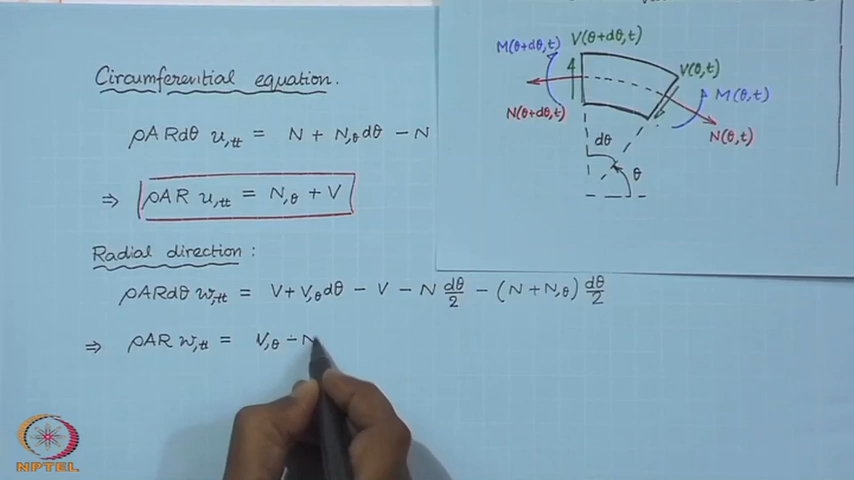 Circumferential equation.
ρARdθ u,tt = N + N,θ dθ − N
⇒ ρAR u,tt = N,θ + V
Radial direction :
ρARdθ w,tt = V + V,θ dθ − V − N dθ/2 − (N + N,θ) dθ/2
⇒ ρAR w,tt = V,θ − N
M(θ+dθ,t)
V(θ+dθ,t)
V(θ,t)
M(θ,t)
N(θ+dθ,t)
N(θ,t)
dθ
θ
NPTEL